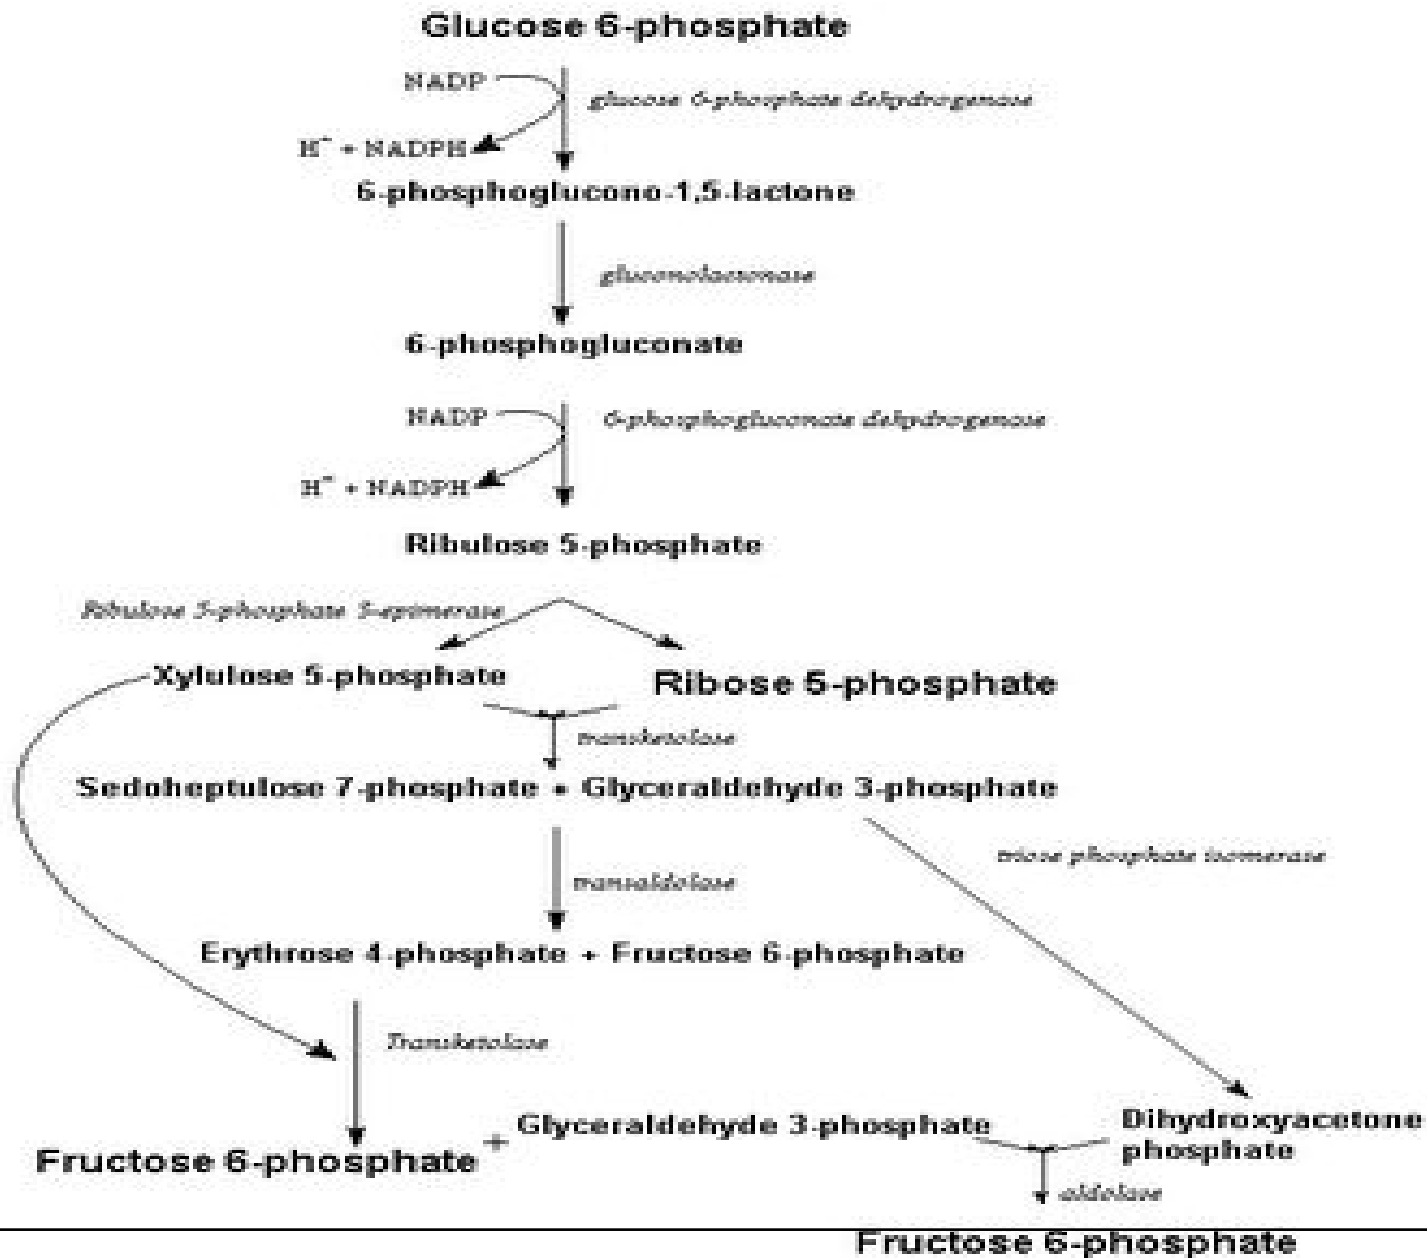 Glucose 6-phosphate
NADP
glucose 6-phosphate dehydrogenase
H+ + NADPH
6-phosphoglucono-1,5-lactone
gluconolactonase
6-phosphogluconate
NADP
6-phosphogluconate dehydrogenase
H+ + NADPH
Ribulose 5-phosphate
Ribulose 5-phosphate 3-epimerase
Xylulose 5-phosphate
Ribose 5-phosphate
transketolase
Sedoheptulose 7-phosphate + Glyceraldehyde 3-phosphate
triose phosphate isomerase
transaldolase
Erythrose 4-phosphate + Fructose 6-phosphate
Transketolase
Fructose 6-phosphate + Glyceraldehyde 3-phosphate
Dihydroxyacetone
phosphate
aldolase
Fructose 6-phosphate